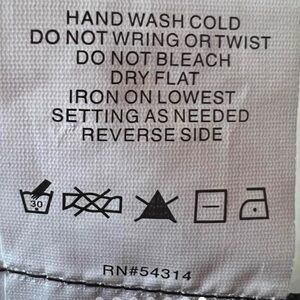 HAND WASH COLD
DO NOT WRING OR TWIST
DO NOT BLEACH
DRY FLAT
IRON ON LOWEST
SETTING AS NEEDED
REVERSE SIDE
30
RN#54314